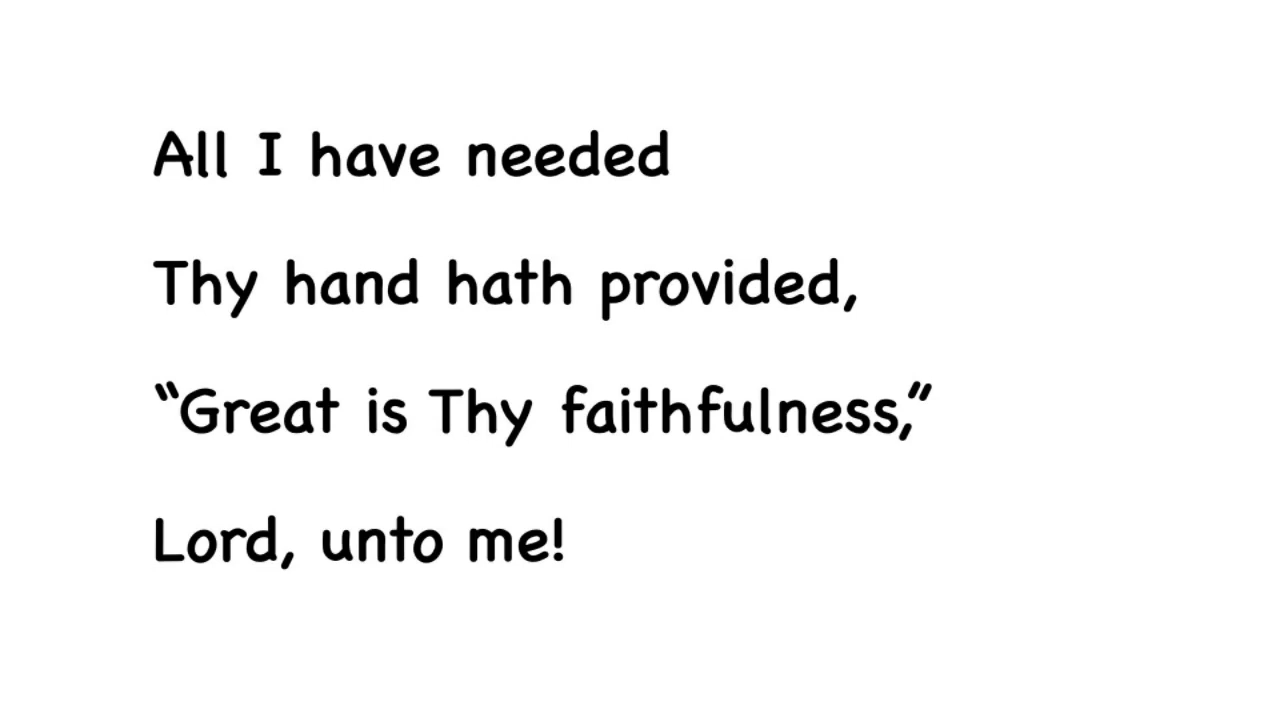 All I have needed
Thy hand hath provided,
“Great is Thy faithfulness,”
Lord, unto me!